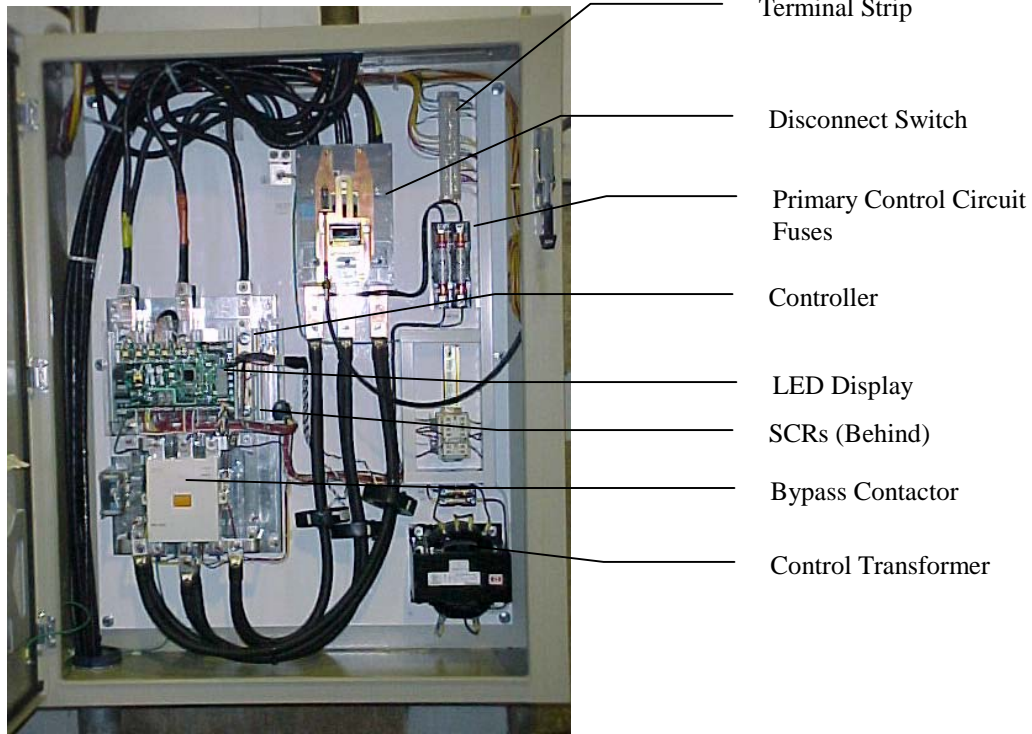 Terminal Strip
Disconnect Switch
Primary Control Circuit
Fuses
Controller
LED Display
SCRs (Behind)
Bypass Contactor
Control Transformer